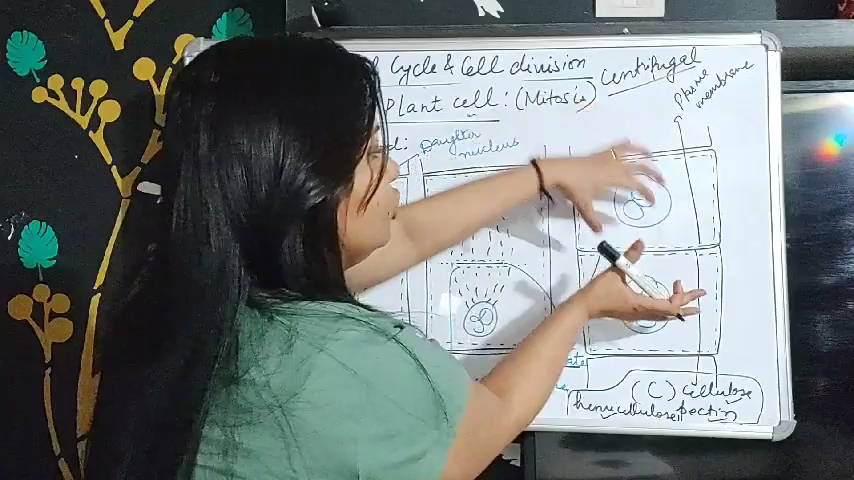 Cycle & Cell division
Centrifugal
Plant cell: (Mitosis)
Plasma
membrane
Daughter
nucleus
(C) Cellulose
hemicellulose
pectin